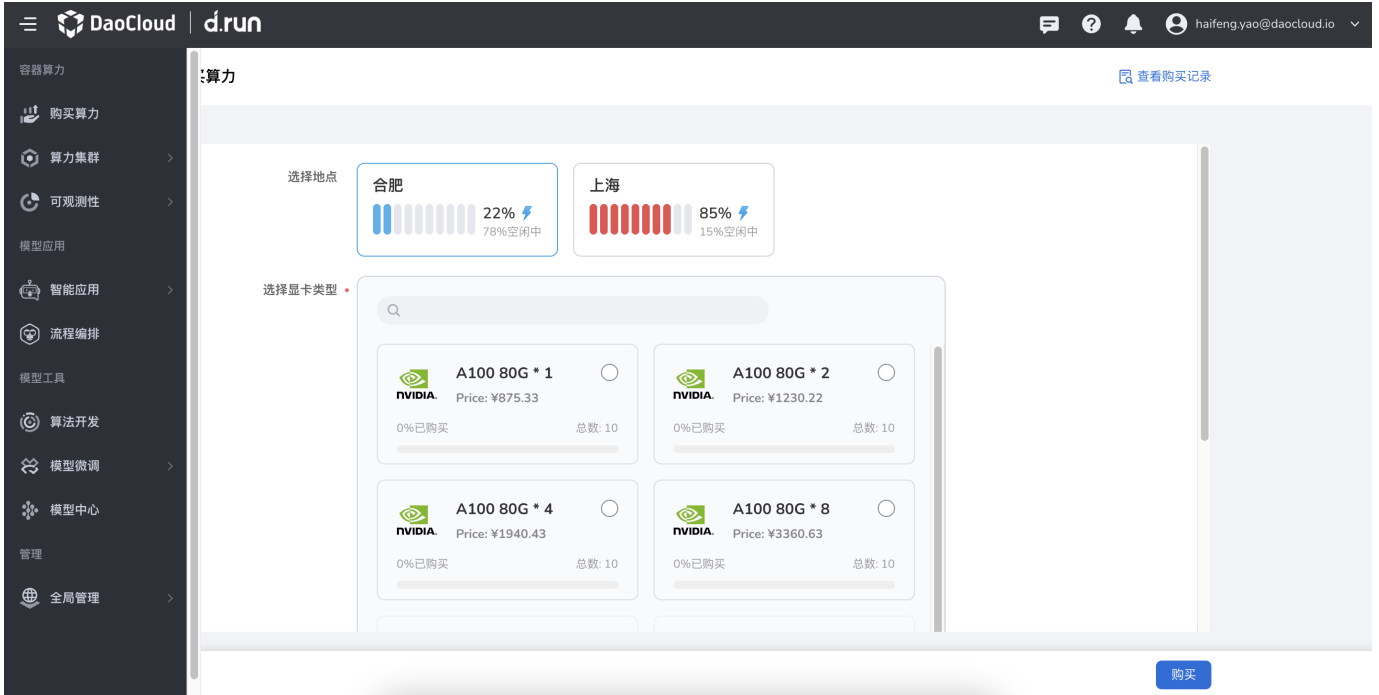 DaoCloud d.run
haifeng.yao@daocloud.io
容器算力
购买算力
算力集群
可观测性
模型应用
智能应用
流程编排
模型工具
算法开发
模型微调
模型中心
管理
全局管理
算力
查看购买记录
选择地点
合肥
22%
78%空闲中
上海
85%
15%空闲中
选择显卡类型 *
NVIDIA.
A100 80G * 1
Price: ¥875.33
0%已购买 总数: 10
NVIDIA.
A100 80G * 2
Price: ¥1230.22
0%已购买 总数: 10
NVIDIA.
A100 80G * 4
Price: ¥1940.43
0%已购买 总数: 10
NVIDIA.
A100 80G * 8
Price: ¥3360.63
0%已购买 总数: 10
购买